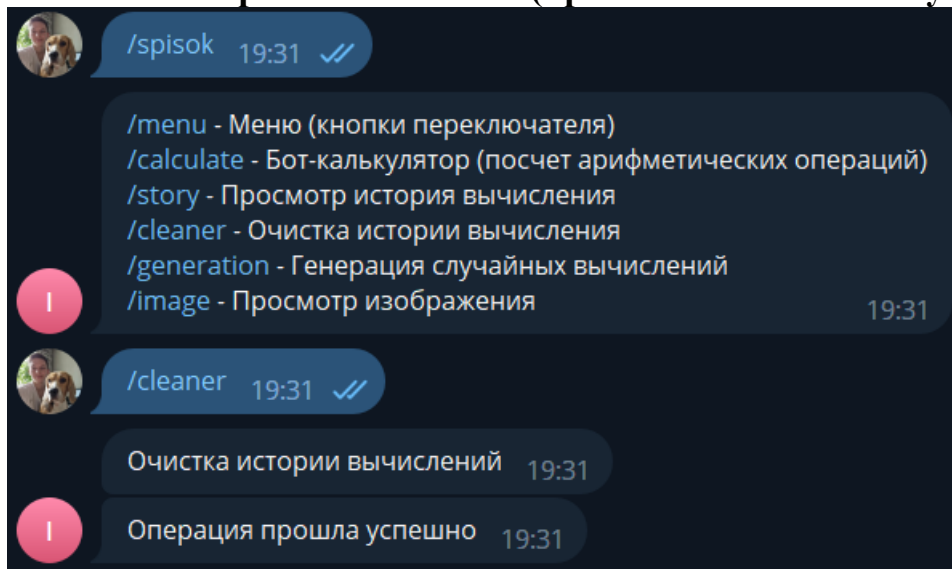 /spisok 19:31
/menu - Меню (кнопки переключателя)
/calculate - Бот-калькулятор (посчет арифметических операций)
/story - Просмотр история вычисления
/cleaner - Очистка истории вычисления
/generation - Генерация случайных вычислений
/image - Просмотр изображения
19:31
/cleaner 19:31
Очистка истории вычислений 19:31
I
Операция прошла успешно 19:31
I